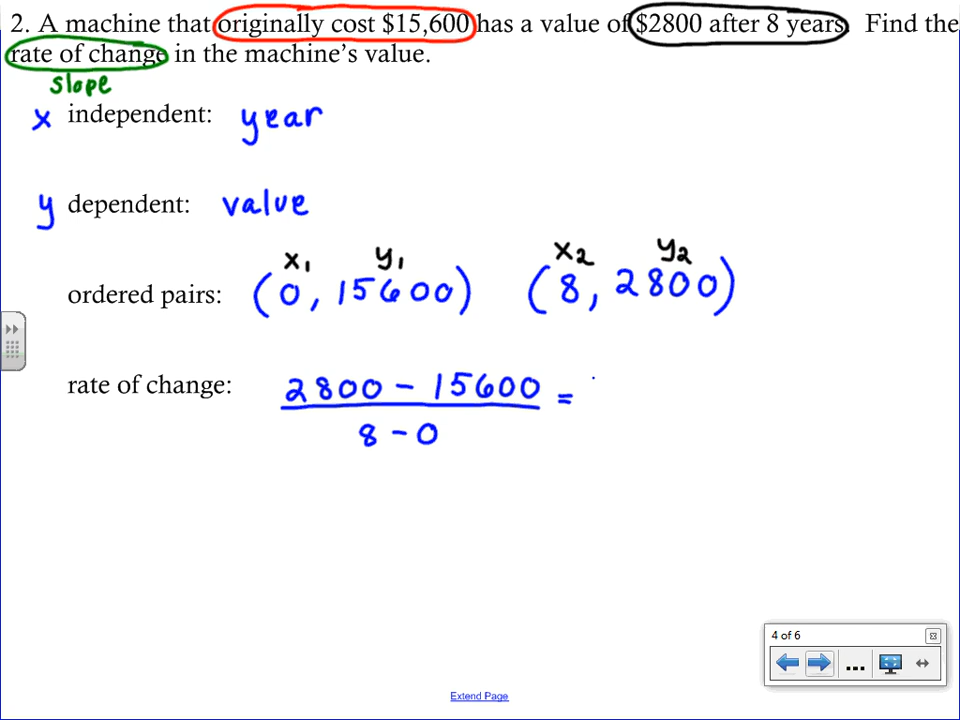 2. A machine that originally cost $15,600 has a value of $2800 after 8 years. Find the
rate of change in the machine's value.
slope
x independent: year
y dependent: value
x₁ y₁ x₂ y₂
ordered pairs: (0, 15600) (8, 2800)
rate of change: 2800 - 15600 =
8 - 0
4 of 6
...
Extend Page